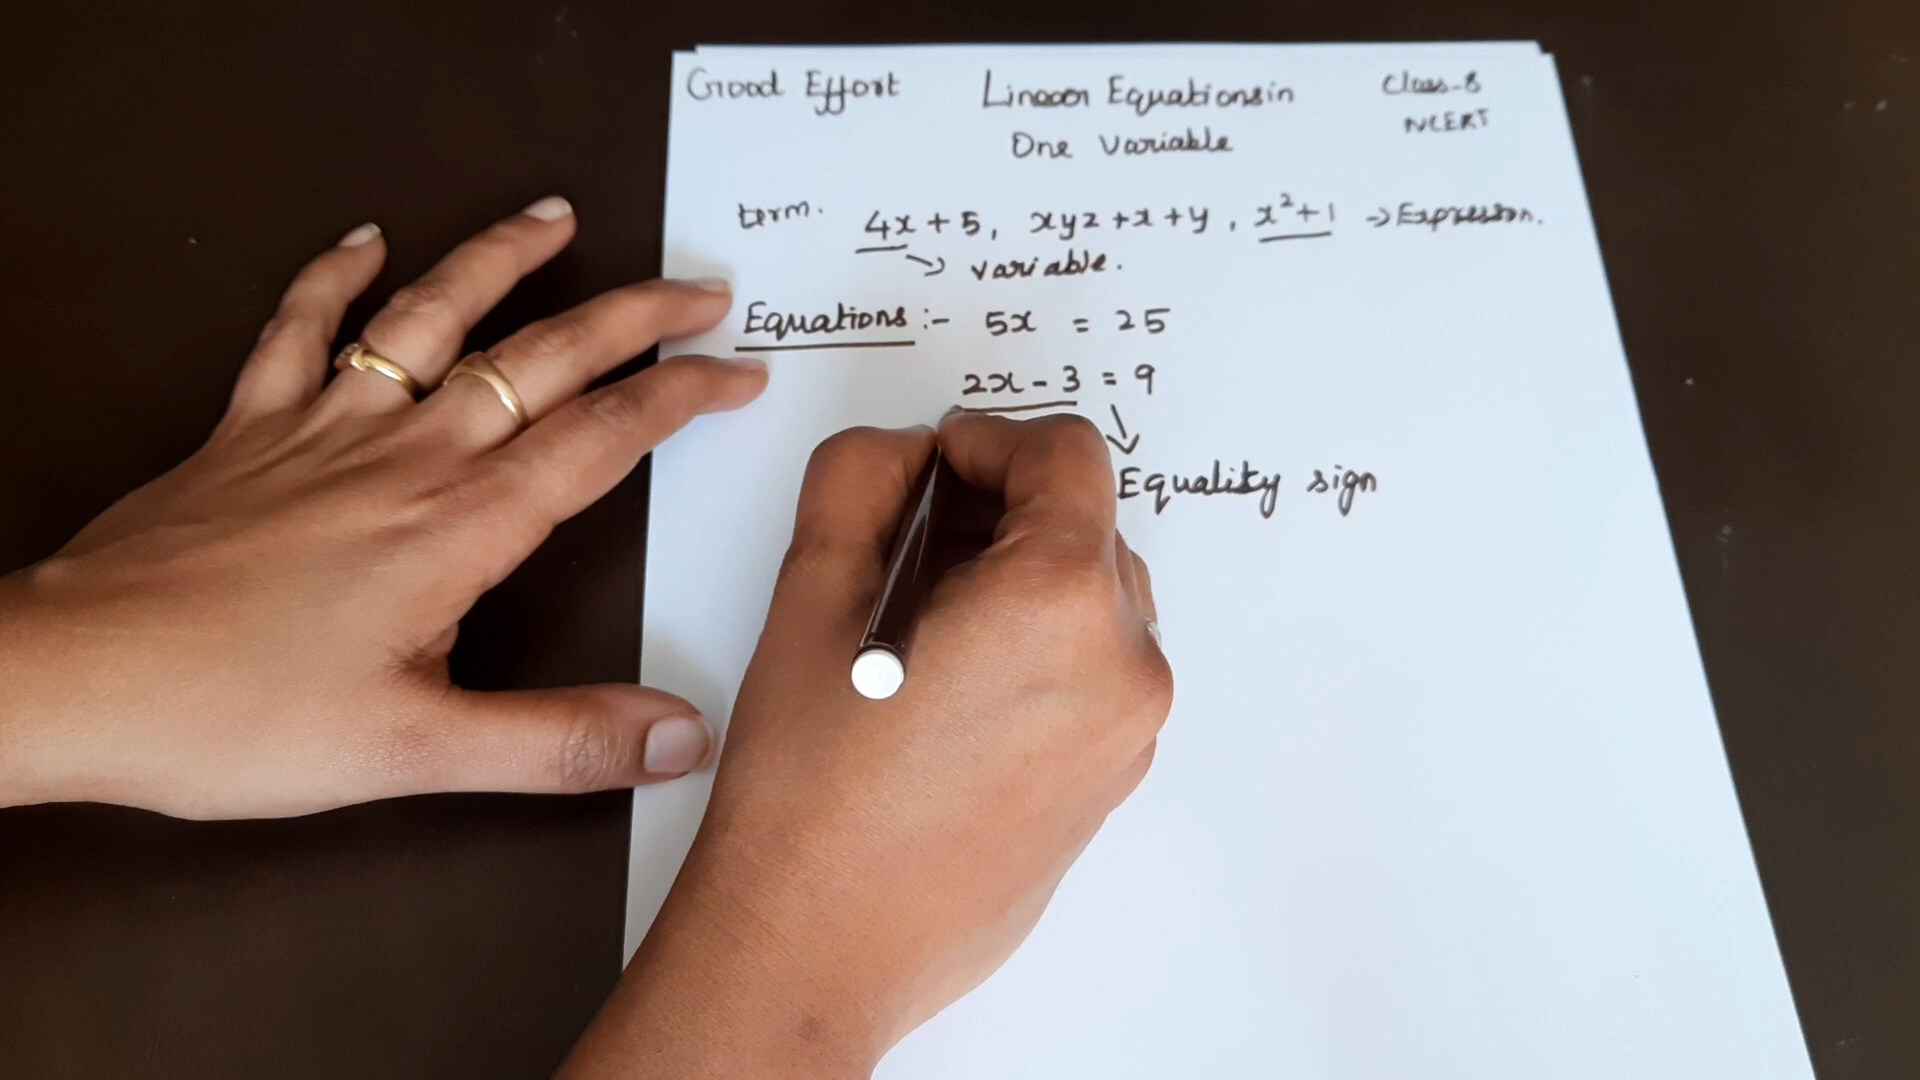 Good Effort Linear Equations in Class-8
One Variable NCERT
term. 4x + 5, xyz + x + y, x² + 1 → Expression.
↘ variable.
Equations :- 5x = 25
2x - 3 = 9
↓
Equality sign